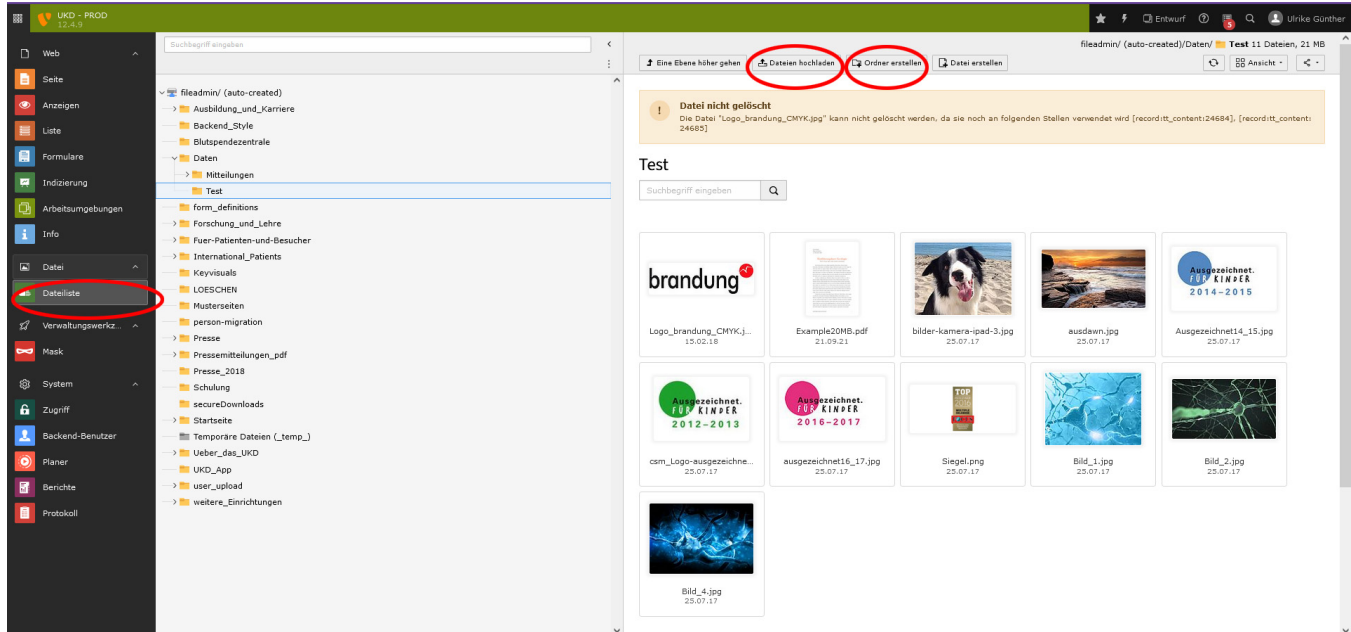 UKD - PROD
12.4.9
Entwurf
5
Ulrike Günther
Web
Seite
Anzeigen
Liste
Formulare
Indizierung
Arbeitsumgebungen
Info
Datei
Dateiliste
Verwaltungswerkz...
Mask
System
Zugriff
Backend-Benutzer
Planer
Berichte
Protokoll
Suchbegriff eingeben
fileadmin/ (auto-created)
Ausbildung_und_Karriere
Backend_Style
Blutspendezentrale
Daten
Mitteilungen
Test
form_definitions
Forschung_und_Lehre
Fuer-Patienten-und-Besucher
International_Patients
Keyvisuals
LOESCHEN
Musterseiten
person-migration
Presse
Pressemitteilungen_pdf
Presse_2018
Schulung
secureDownloads
Startseite
Temporäre Dateien (_temp_)
Ueber_das_UKD
UKD_App
user_upload
weitere_Einrichtungen
fileadmin/ (auto-created)/Daten/ Test 11 Dateien, 21 MB
Eine Ebene höher gehen Dateien hochladen Ordner erstellen Datei erstellen Ansicht
Datei nicht gelöscht
Die Datei "Logo_brandung_CMYK.jpg" kann nicht gelöscht werden, da sie noch an folgenden Stellen verwendet wird [record:tt_content:24684], [record:tt_content:
24685]
Test
Suchbegriff eingeben
brandung
Ausgezeichnet.
FÜR KINDER
2014–2015
Logo_brandung_CMYK.j... Example20MB.pdf bilder-kamera-ipad-3.jpg ausdawn.jpg Ausgezeichnet14_15.jpg
15.02.18 21.09.21 25.07.17 25.07.17 25.07.17
Ausgezeichnet.
FÜR KINDER
2012–2013
Ausgezeichnet.
FÜR KINDER
2016–2017
TOP
csm_Logo-ausgezeichne... ausgezeichnet16_17.jpg Siegel.png Bild_1.jpg Bild_2.jpg
25.07.17 25.07.17 25.07.17 25.07.17 25.07.17
Bild_4.jpg
25.07.17